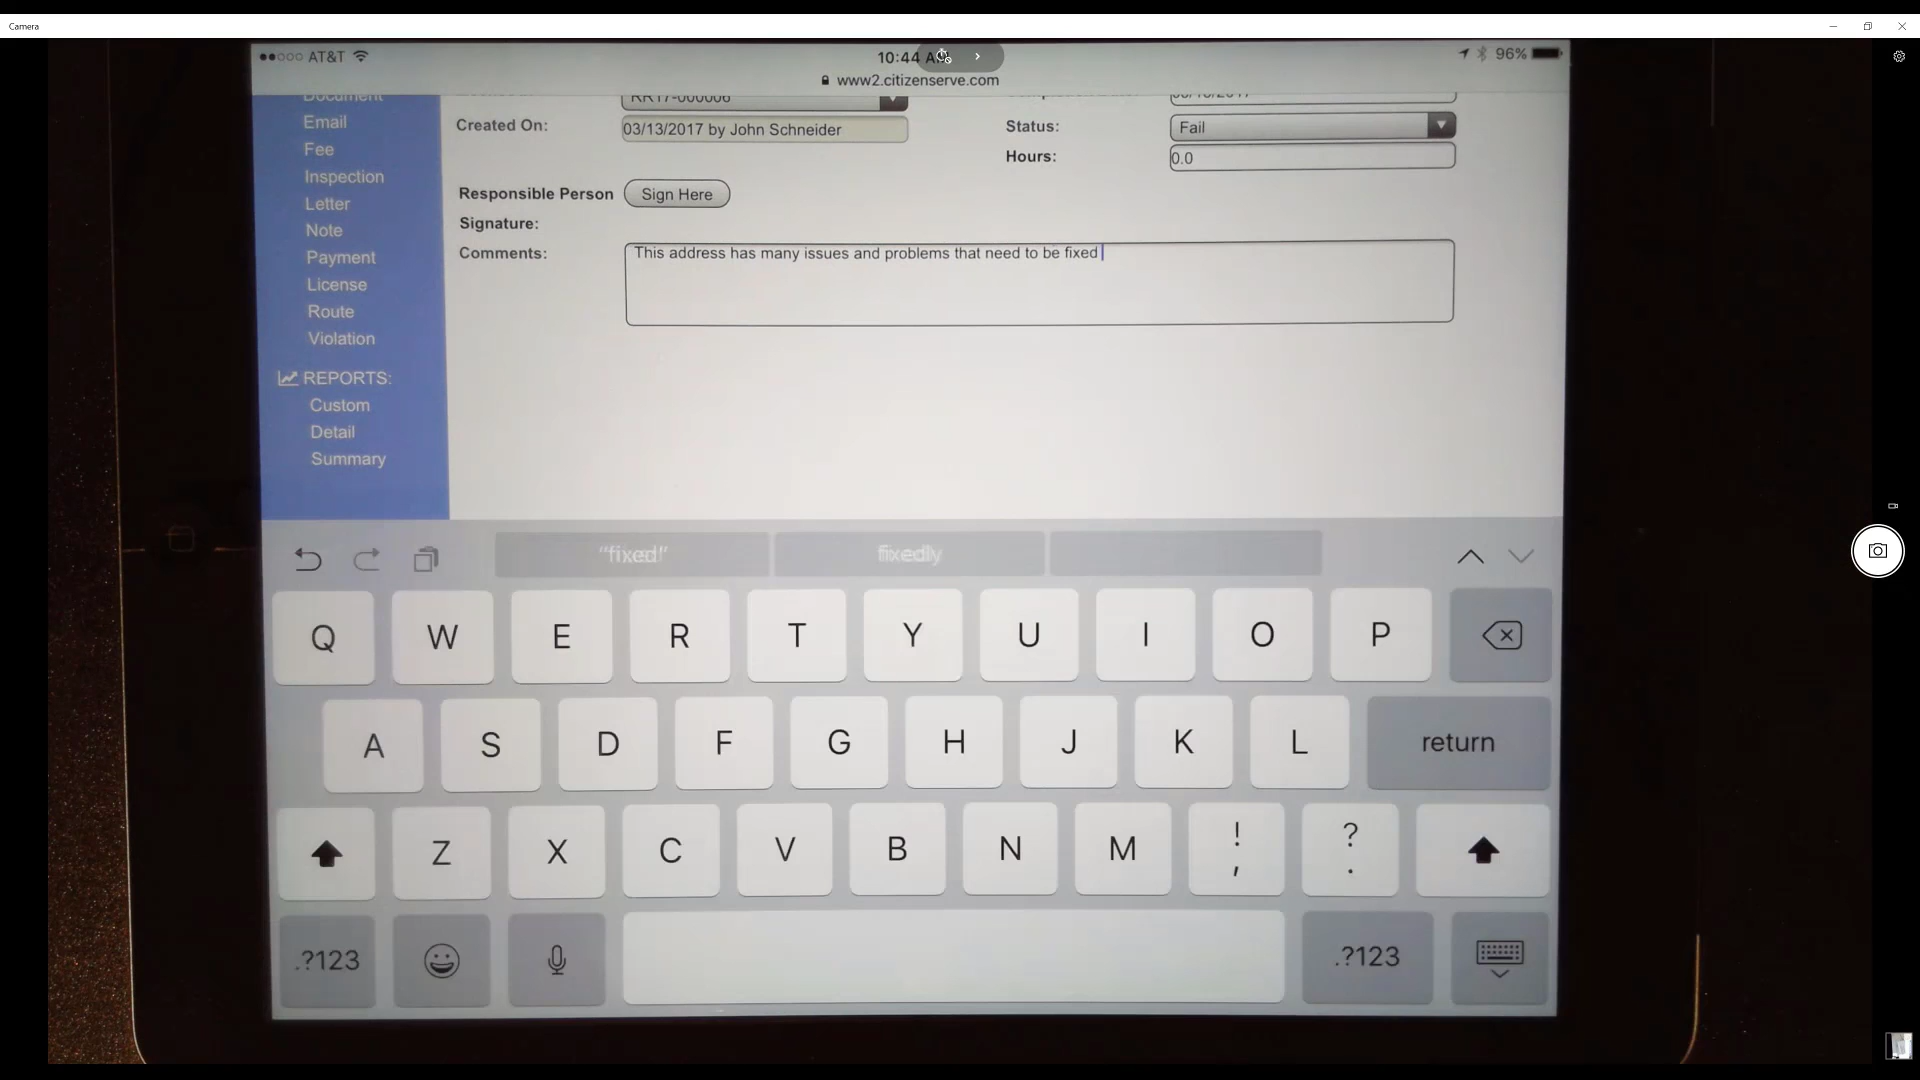 Camera
AT&T
10:44 A
96%
www2.citizenserve.com
Document
RR17-000006
Email
Created On:
03/13/2017 by John Schneider
Status:
Fail
Fee
Hours:
0.0
Inspection
Responsible Person
Sign Here
Letter
Signature:
Note
Comments:
This address has many issues and problems that need to be fixed
Payment
License
Route
Violation
REPORTS:
Custom
Detail
Summary
"fixed"
fixedly
Q W E R T Y U I O P
A S D F G H J K L return
Z X C V B N M ! , ? .
.?123 .?123